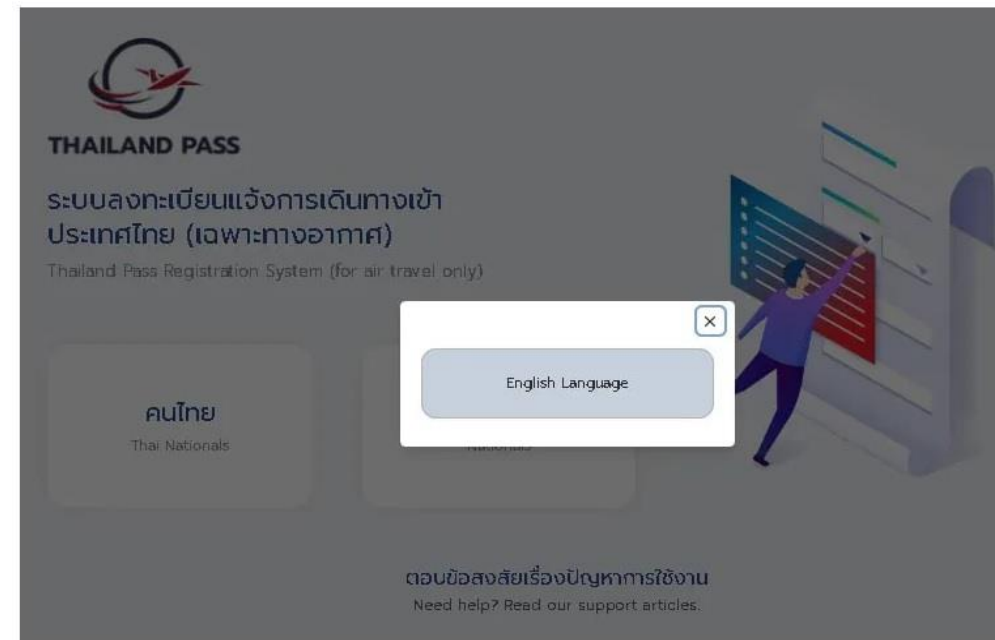 THAILAND PASS
ระบบลงทะเบียนแจ้งการเดินทางเข้า
ประเทศไทย (เฉพาะทางอากาศ)
Thailand Pass Registration System (for air travel only)
×
English Language
คนไทย
Thai Nationals
Nationals
ตอบข้อสงสัยเรื่องปัญหาการใช้งาน
Need help? Read our support articles.